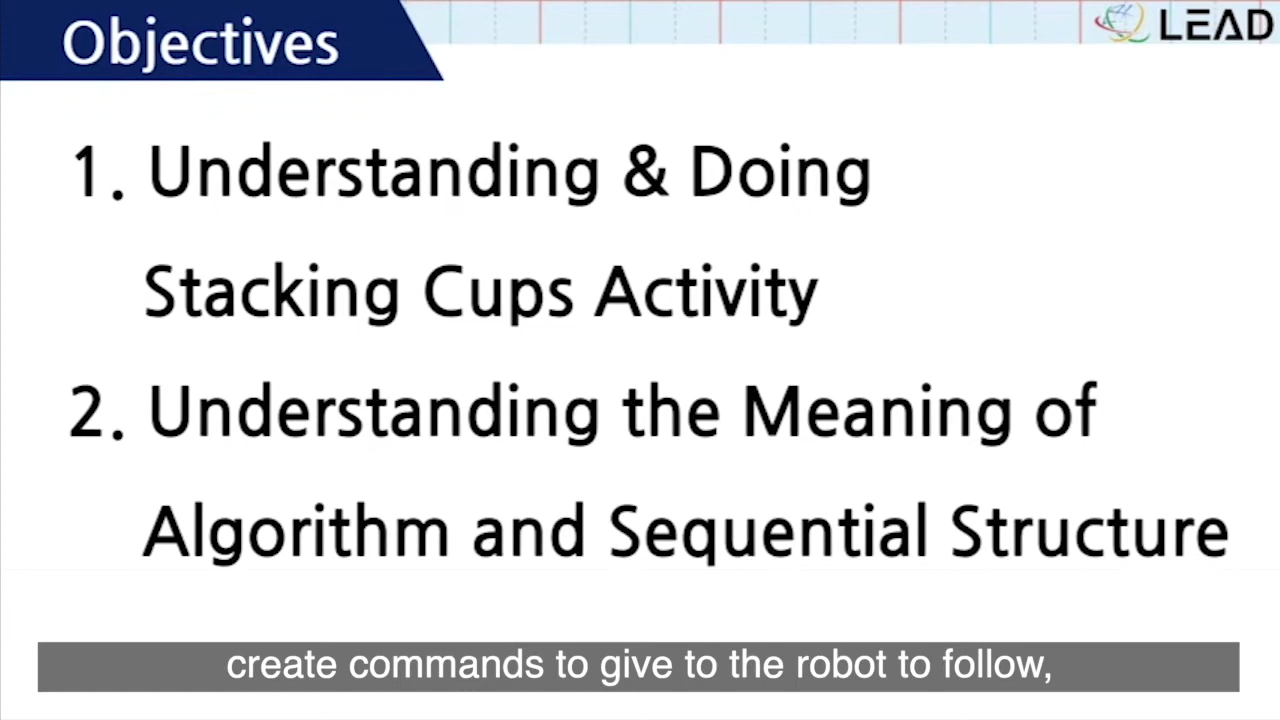 Objectives
LEAD
1. Understanding & Doing
Stacking Cups Activity
2. Understanding the Meaning of
Algorithm and Sequential Structure
create commands to give to the robot to follow,